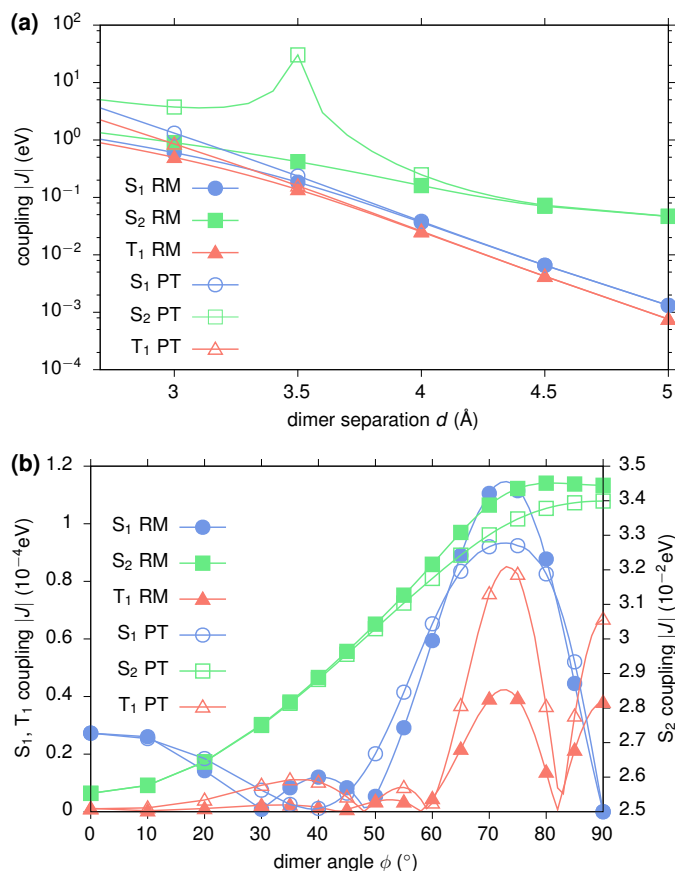 (a)
10²
10¹
10⁰
10⁻¹
10⁻²
10⁻³
10⁻⁴
coupling |J| (eV)
S₁ RM
S₂ RM
T₁ RM
S₁ PT
S₂ PT
T₁ PT
3 3.5 4 4.5 5
dimer separation d (Å)
(b)
1.2
1
0.8
0.6
0.4
0.2
0
S₁, T₁ coupling |J| (10⁻⁴eV)
S₁ RM
S₂ RM
T₁ RM
S₁ PT
S₂ PT
T₁ PT
3.5
3.4
3.3
3.2
3.1
3
2.9
2.8
2.7
2.6
2.5
S₂ coupling |J| (10⁻²eV)
0 10 20 30 40 50 60 70 80 90
dimer angle ϕ (°)